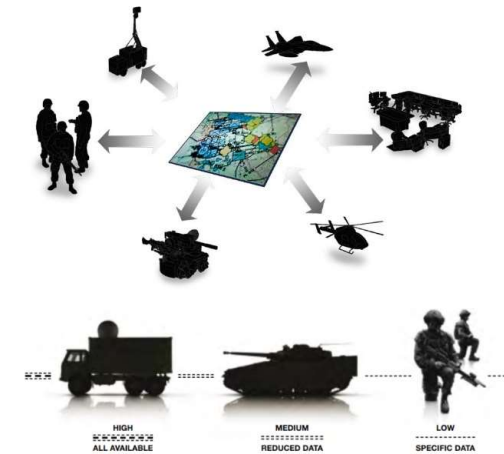 HIGH
ALL AVAILABLE
MEDIUM
REDUCED DATA
LOW
SPECIFIC DATA